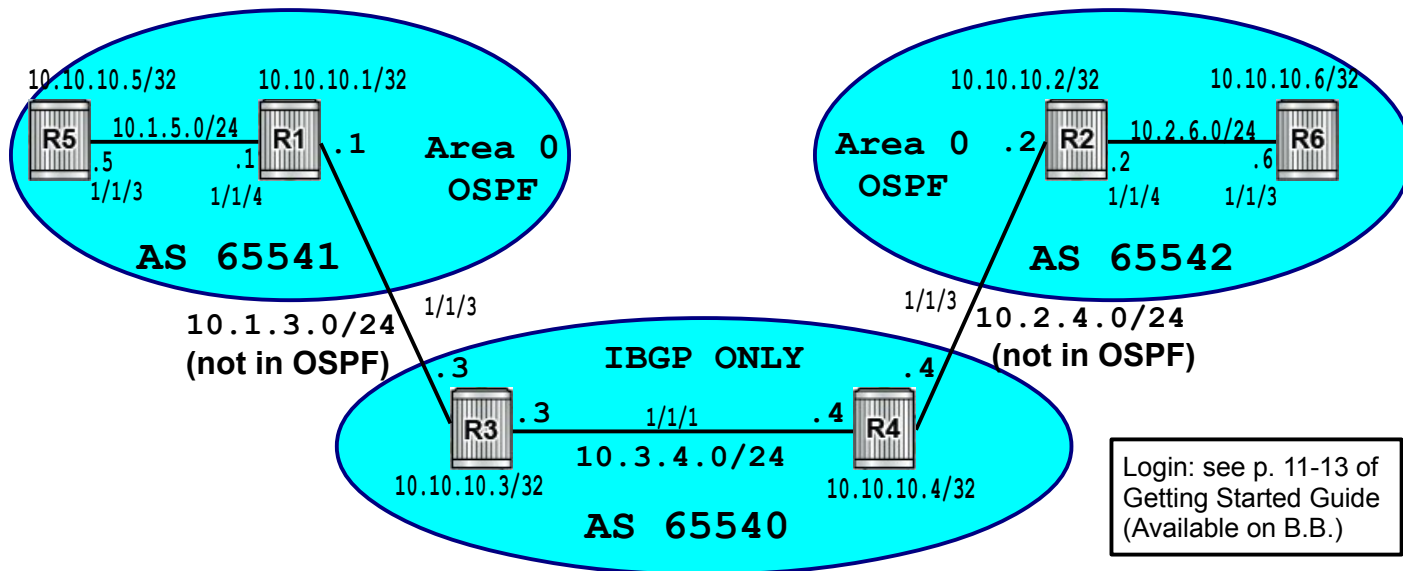 10.10.10.5/32
10.10.10.1/32
R5
10.1.5.0/24
R1
.1
.5
.1
1/1/3
1/1/4
Area 0
OSPF
AS 65541
10.10.10.2/32
10.10.10.6/32
Area 0
OSPF
.2
R2
10.2.6.0/24
R6
.2
.6
1/1/4
1/1/3
AS 65542
10.1.3.0/24
(not in OSPF)
1/1/3
1/1/3
10.2.4.0/24
(not in OSPF)
IBGP ONLY
.3
.4
R3
.3
1/1/1
.4
R4
10.3.4.0/24
10.10.10.3/32
10.10.10.4/32
AS 65540
Login: see p. 11-13 of
Getting Started Guide
(Available on B.B.)